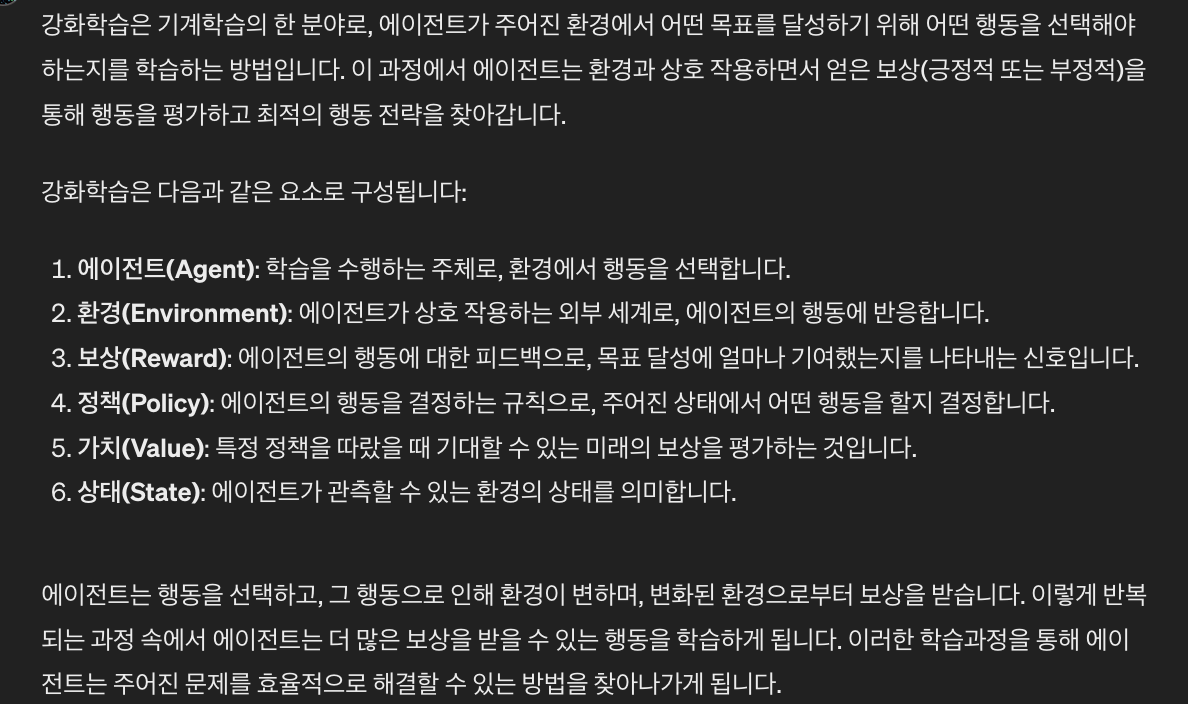 강화학습은 기계학습의 한 분야로, 에이전트가 주어진 환경에서 어떤 목표를 달성하기 위해 어떤 행동을 선택해야
하는지를 학습하는 방법입니다. 이 과정에서 에이전트는 환경과 상호 작용하면서 얻은 보상(긍정적 또는 부정적)을
통해 행동을 평가하고 최적의 행동 전략을 찾아갑니다.
강화학습은 다음과 같은 요소로 구성됩니다:
1. 에이전트(Agent): 학습을 수행하는 주체로, 환경에서 행동을 선택합니다.
2. 환경(Environment): 에이전트가 상호 작용하는 외부 세계로, 에이전트의 행동에 반응합니다.
3. 보상(Reward): 에이전트의 행동에 대한 피드백으로, 목표 달성에 얼마나 기여했는지를 나타내는 신호입니다.
4. 정책(Policy): 에이전트의 행동을 결정하는 규칙으로, 주어진 상태에서 어떤 행동을 할지 결정합니다.
5. 가치(Value): 특정 정책을 따랐을 때 기대할 수 있는 미래의 보상을 평가하는 것입니다.
6. 상태(State): 에이전트가 관측할 수 있는 환경의 상태를 의미합니다.
에이전트는 행동을 선택하고, 그 행동으로 인해 환경이 변하며, 변화된 환경으로부터 보상을 받습니다. 이렇게 반복
되는 과정 속에서 에이전트는 더 많은 보상을 받을 수 있는 행동을 학습하게 됩니다. 이러한 학습과정을 통해 에이
전트는 주어진 문제를 효율적으로 해결할 수 있는 방법을 찾아나가게 됩니다.